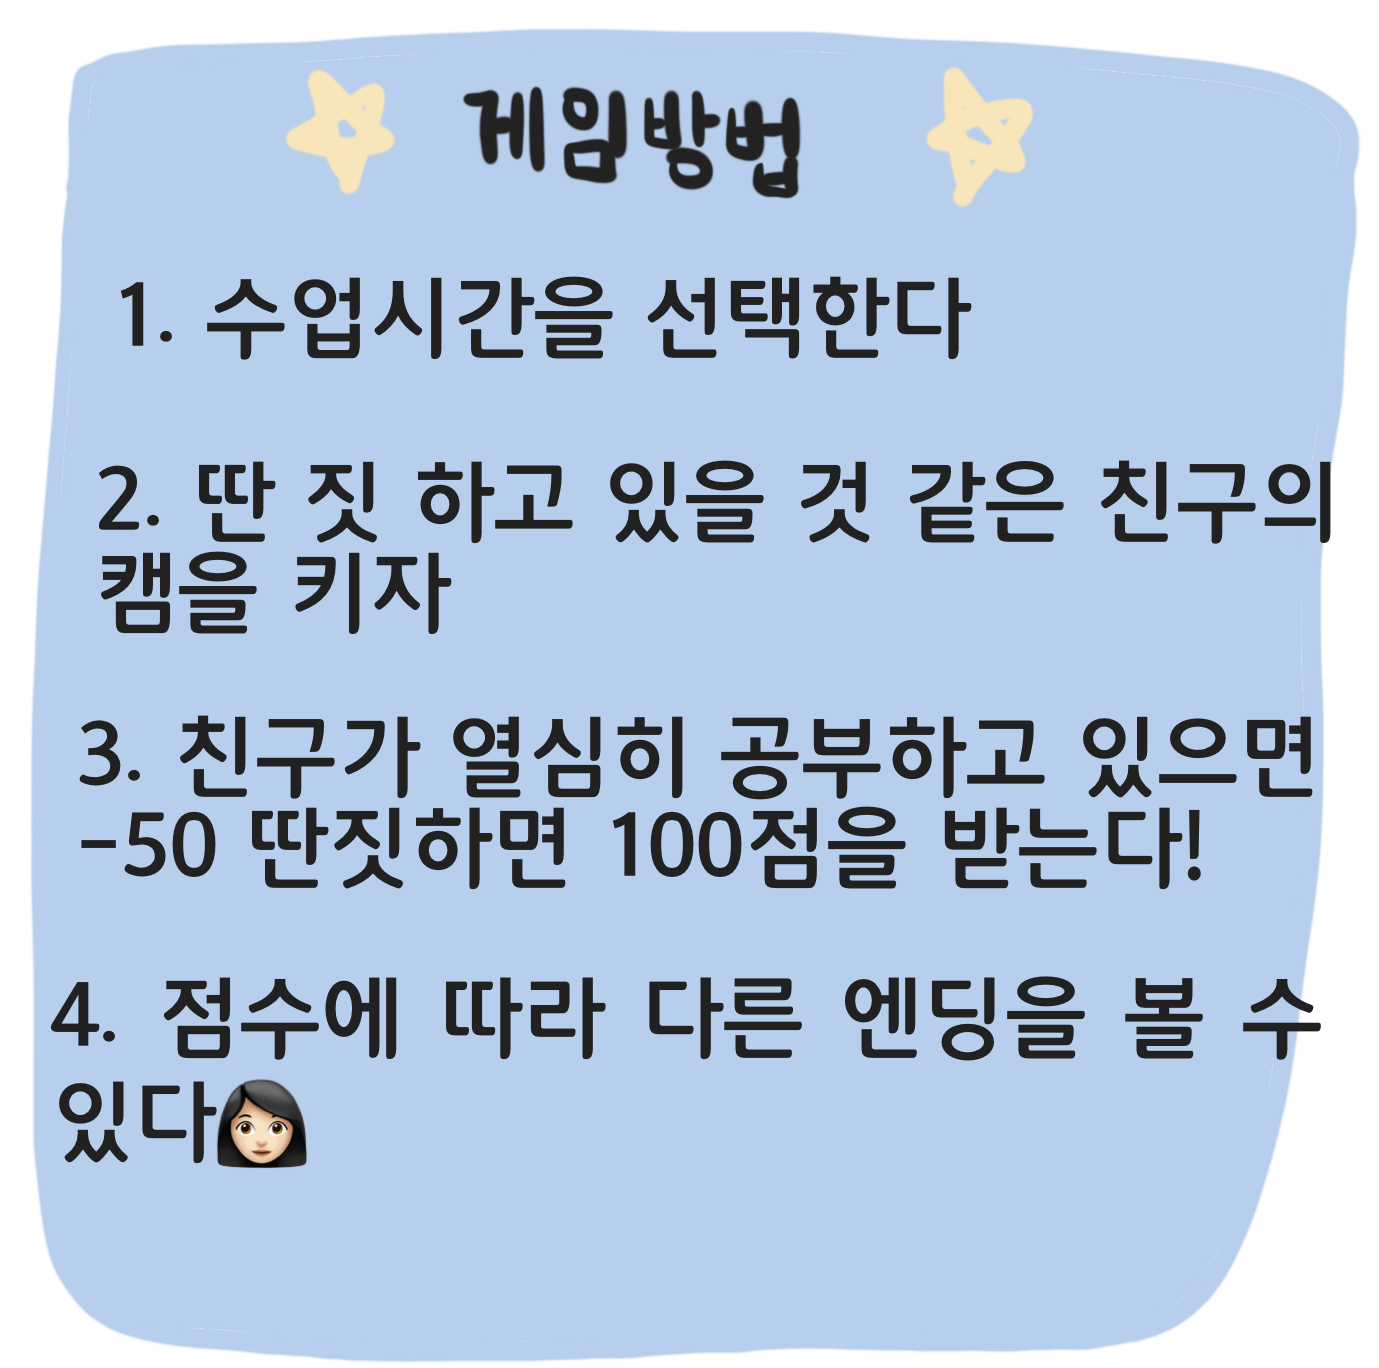 게임방법
1. 수업시간을 선택한다
2. 딴 짓 하고 있을 것 같은 친구의
캠을 키자
3. 친구가 열심히 공부하고 있으면
-50 딴짓하면 100점을 받는다!
4. 점수에 따라 다른 엔딩을 볼 수
있다👩🏻